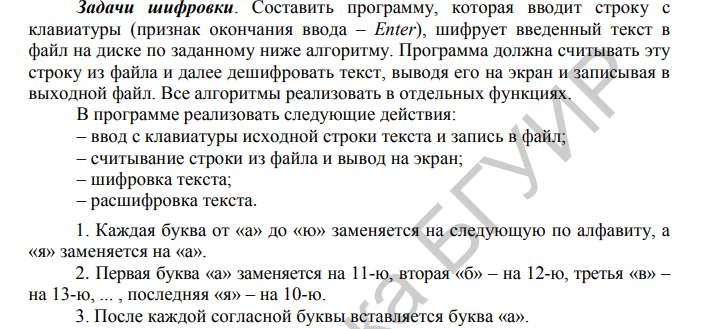 Задачи шифровки. Составить программу, которая вводит строку с
клавиатуры (признак окончания ввода – Enter), шифрует введенный текст в
файл на диске по заданному ниже алгоритму. Программа должна считывать эту
строку из файла и далее дешифровать текст, выводя его на экран и записывая в
выходной файл. Все алгоритмы реализовать в отдельных функциях.
В программе реализовать следующие действия:
– ввод с клавиатуры исходной строки текста и запись в файл;
– считывание строки из файла и вывод на экран;
– шифровка текста;
– расшифровка текста.
1. Каждая буква от «а» до «ю» заменяется на следующую по алфавиту, а
«я» заменяется на «а».
2. Первая буква «а» заменяется на 11-ю, вторая «б» – на 12-ю, третья «в» –
на 13-ю, ... , последняя «я» – на 10-ю.
3. После каждой согласной буквы вставляется буква «а».
БГУИР